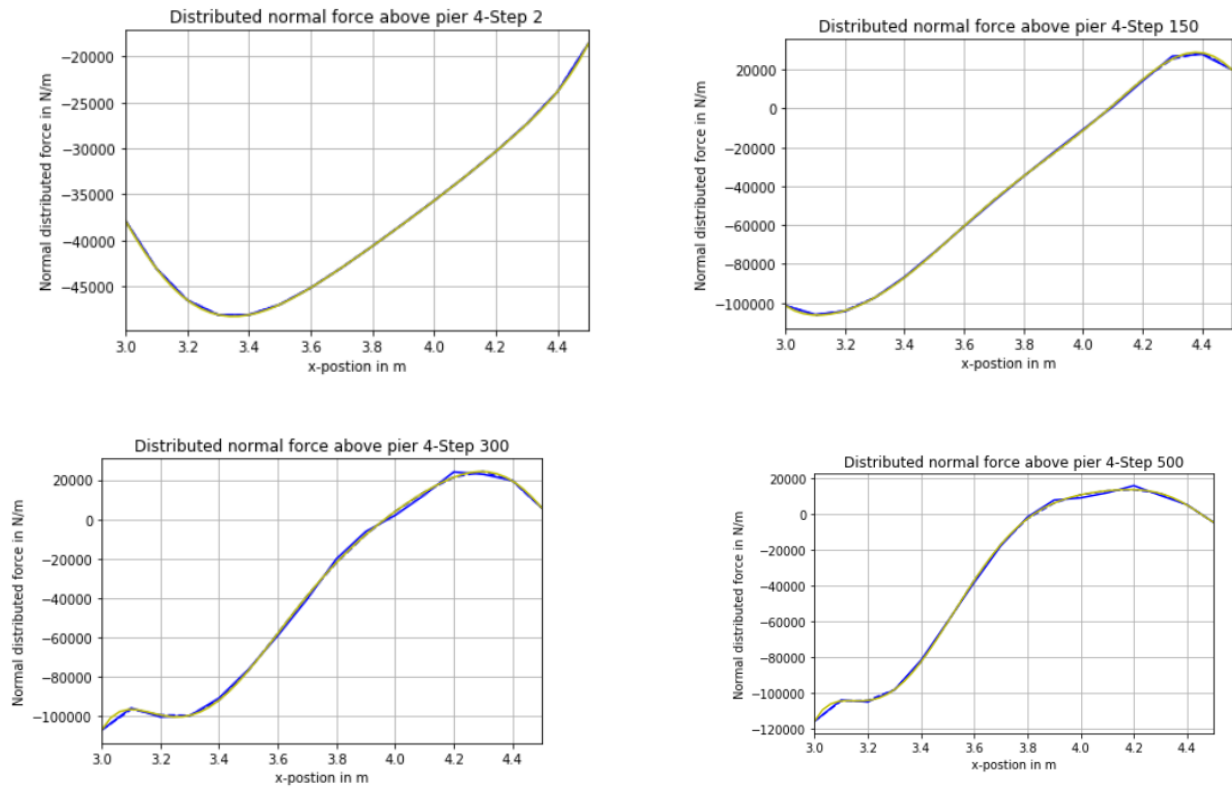 Distributed normal force above pier 4-Step 2
Normal distributed force in N/m
−20000
−25000
−30000
−35000
−40000
−45000
3.0 3.2 3.4 3.6 3.8 4.0 4.2 4.4
x-postion in m
Distributed normal force above pier 4-Step 150
Normal distributed force in N/m
20000
0
−20000
−40000
−60000
−80000
−100000
3.0 3.2 3.4 3.6 3.8 4.0 4.2 4.4
x-postion in m
Distributed normal force above pier 4-Step 300
Normal distributed force in N/m
20000
0
−20000
−40000
−60000
−80000
−100000
3.0 3.2 3.4 3.6 3.8 4.0 4.2 4.4
x-postion in m
Distributed normal force above pier 4-Step 500
Normal distributed force in N/m
20000
0
−20000
−40000
−60000
−80000
−100000
−120000
3.0 3.2 3.4 3.6 3.8 4.0 4.2 4.4
x-postion in m